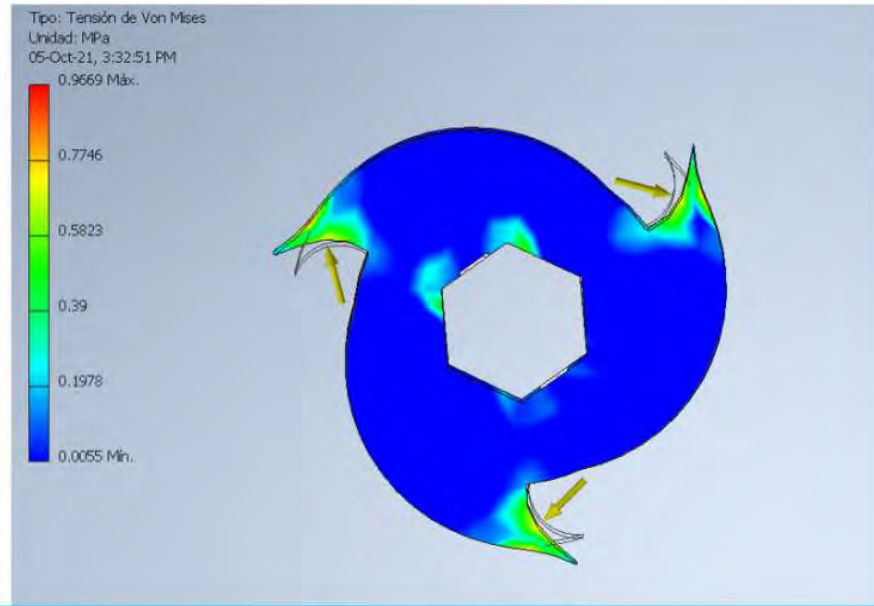 Tipo: Tensión de Von Mises
Unidad: MPa
05-Oct-21, 3:32:51 PM
0.9669 Máx.
0.7746
0.5823
0.39
0.1978
0.0055 Mín.